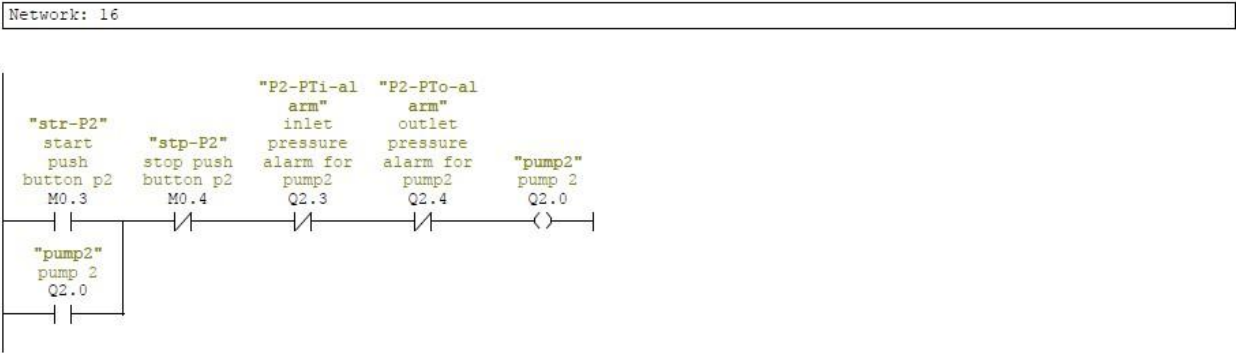 Network: 16
"P2-PTi-al "P2-PTo-al
arm" arm"
"str-P2" inlet outlet
start "stp-P2" pressure pressure
push stop push alarm for alarm for "pump2"
button p2 button p2 pump2 pump2 pump 2
M0.3 M0.4 Q2.3 Q2.4 Q2.0
"pump2"
pump 2
Q2.0